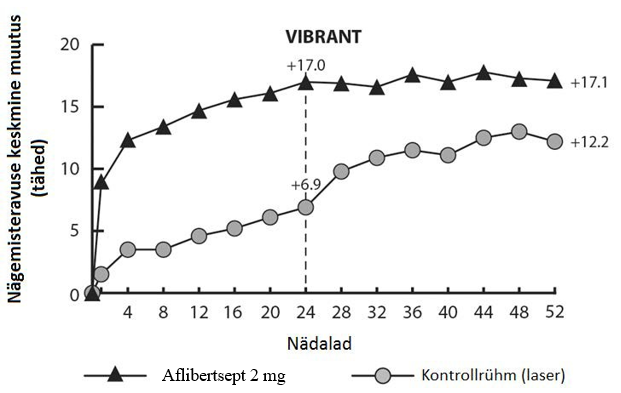 VIBRANT
Nägemisteravuse keskmine muutus
(tähed)
20
15
10
5
0
+17.0
+17.1
+6.9
+12.2
4 8 12 16 20 24 28 32 36 40 44 48 52
Nädalad
Aflibertsept 2 mg
Kontrollrühm (laser)